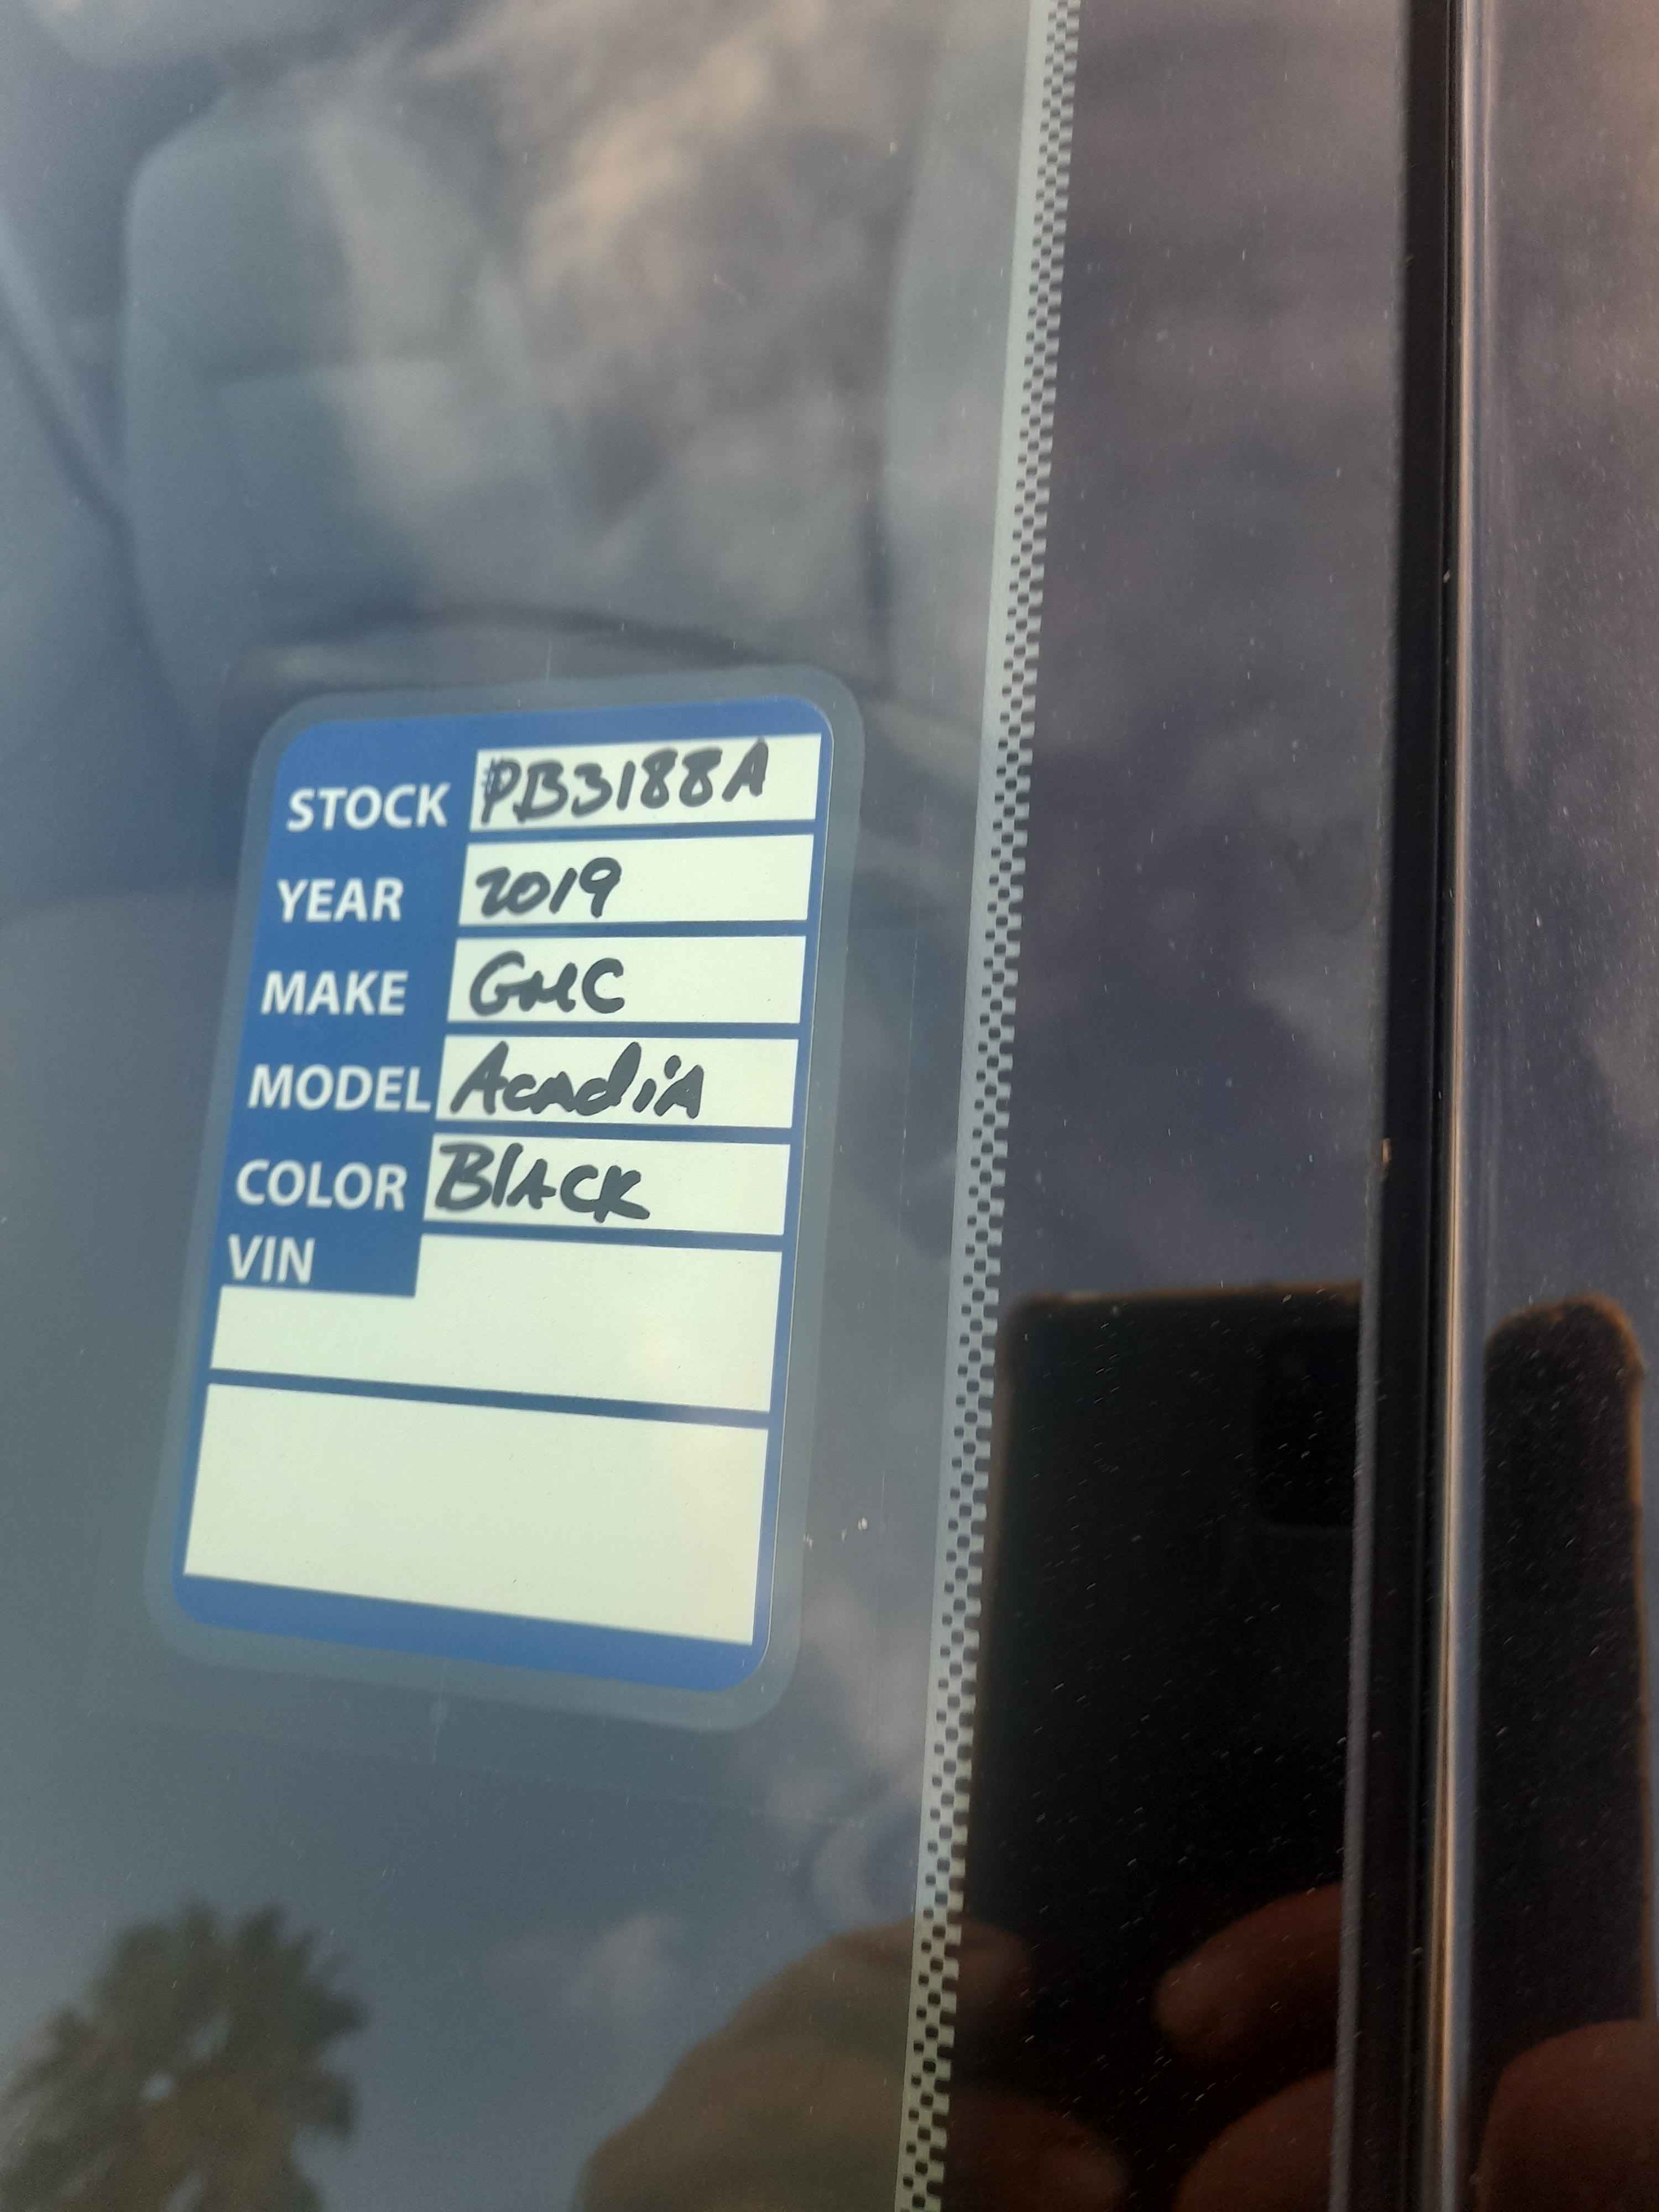 STOCK PB3188A
YEAR 2019
MAKE GMC
MODEL AcadiA
COLOR BlAck
VIN